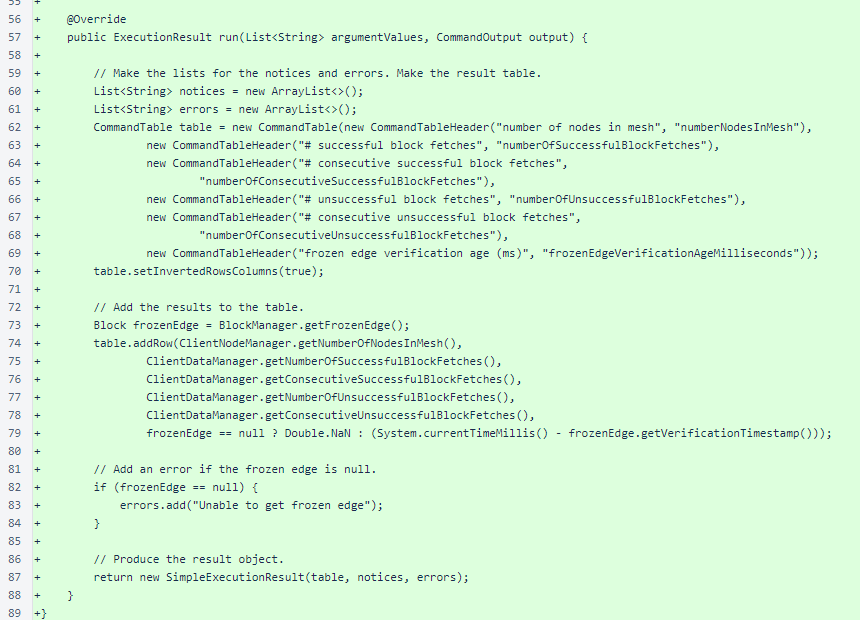 55 +
56 +    @Override
57 +    public ExecutionResult run(List<String> argumentValues, CommandOutput output) {
58 +
59 +        // Make the lists for the notices and errors. Make the result table.
60 +        List<String> notices = new ArrayList<>();
61 +        List<String> errors = new ArrayList<>();
62 +        CommandTable table = new CommandTable(new CommandTableHeader("number of nodes in mesh", "numberNodesInMesh"),
63 +                new CommandTableHeader("# successful block fetches", "numberOfSuccessfulBlockFetches"),
64 +                new CommandTableHeader("# consecutive successful block fetches",
65 +                        "numberOfConsecutiveSuccessfulBlockFetches"),
66 +                new CommandTableHeader("# unsuccessful block fetches", "numberOfUnsuccessfulBlockFetches"),
67 +                new CommandTableHeader("# consecutive unsuccessful block fetches",
68 +                        "numberOfConsecutiveUnsuccessfulBlockFetches"),
69 +                new CommandTableHeader("frozen edge verification age (ms)", "frozenEdgeVerificationAgeMilliseconds"));
70 +        table.setInvertedRowsColumns(true);
71 +
72 +        // Add the results to the table.
73 +        Block frozenEdge = BlockManager.getFrozenEdge();
74 +        table.addRow(ClientNodeManager.getNumberOfNodesInMesh(),
75 +                ClientDataManager.getNumberOfSuccessfulBlockFetches(),
76 +                ClientDataManager.getConsecutiveSuccessfulBlockFetches(),
77 +                ClientDataManager.getNumberOfUnsuccessfulBlockFetches(),
78 +                ClientDataManager.getConsecutiveUnsuccessfulBlockFetches(),
79 +                frozenEdge == null ? Double.NaN : (System.currentTimeMillis() - frozenEdge.getVerificationTimestamp()));
80 +
81 +        // Add an error if the frozen edge is null.
82 +        if (frozenEdge == null) {
83 +            errors.add("Unable to get frozen edge");
84 +        }
85 +
86 +        // Produce the result object.
87 +        return new SimpleExecutionResult(table, notices, errors);
88 +    }
89 +}